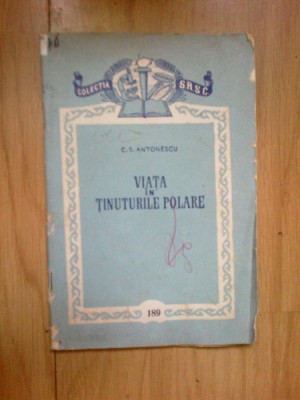 COLECȚIA S.R.S.C.
C. S. ANTONESCU
VIAȚA
ÎN
ȚINUTURILE POLARE
189